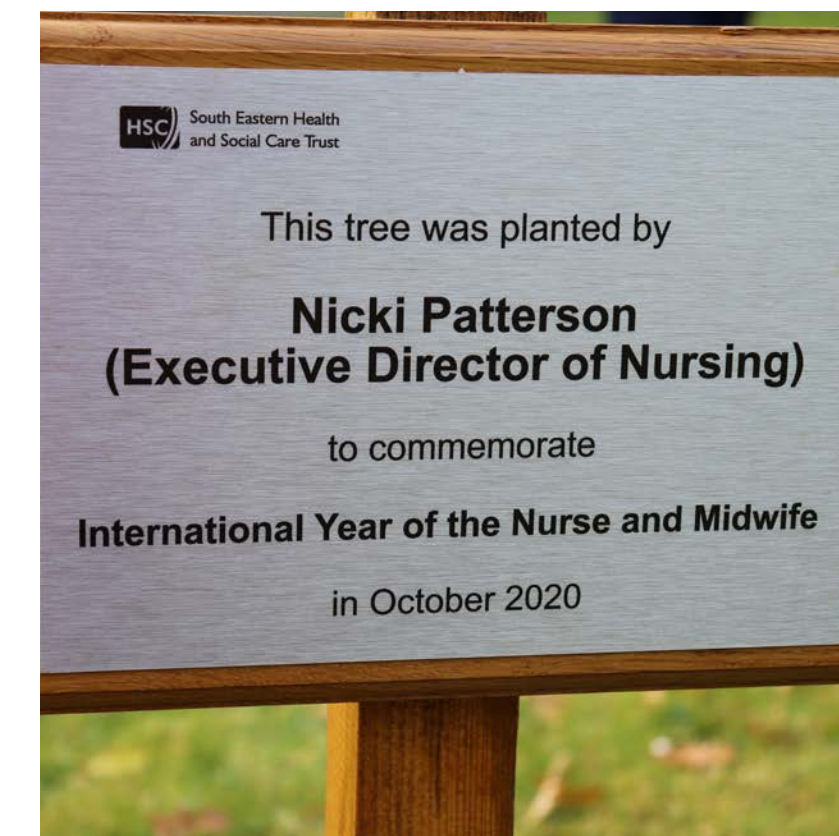 HSC
South Eastern Health
and Social Care Trust
This tree was planted by
Nicki Patterson
(Executive Director of Nursing)
to commemorate
International Year of the Nurse and Midwife
in October 2020